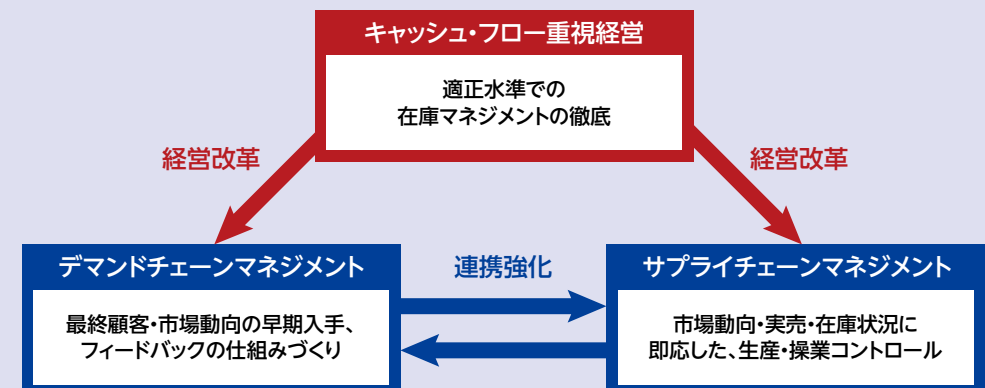 キャッシュ・フロー重視経営
適正水準での
在庫マネジメントの徹底
経営改革
経営改革
デマンドチェーンマネジメント
連携強化
サプライチェーンマネジメント
最終顧客・市場動向の早期入手、
フィードバックの仕組みづくり
市場動向・実売・在庫状況に
即応した、生産・操業コントロール